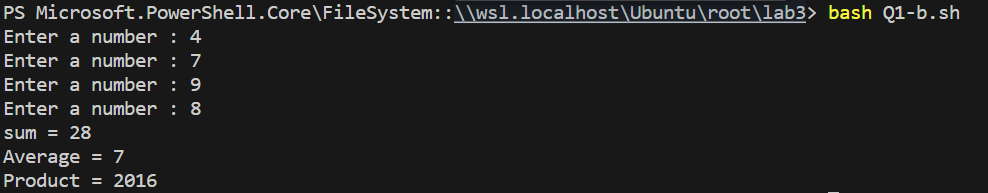 PS Microsoft.PowerShell.Core\FileSystem::\\wsl.localhost\Ubuntu\root\lab3> bash Q1-b.sh
Enter a number : 4
Enter a number : 7
Enter a number : 9
Enter a number : 8
sum = 28
Average = 7
Product = 2016